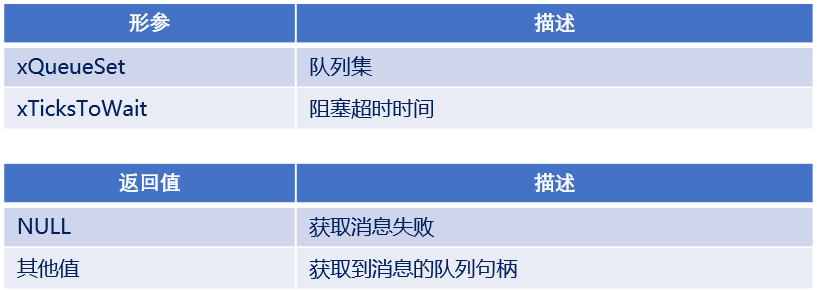 形参 描述
xQueueSet 队列集
xTicksToWait 阻塞超时时间
返回值 描述
NULL 获取消息失败
其他值 获取到消息的队列句柄